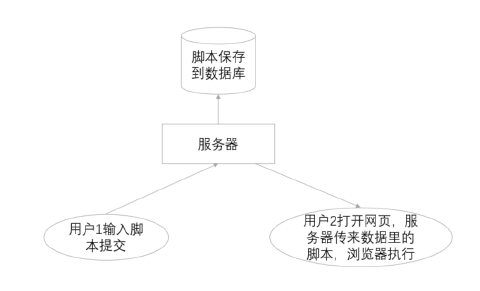 脚本保存
到数据库
服务器
用户1输入脚
本提交
用户2打开网页，服
务器传来数据里的
脚本，浏览器执行